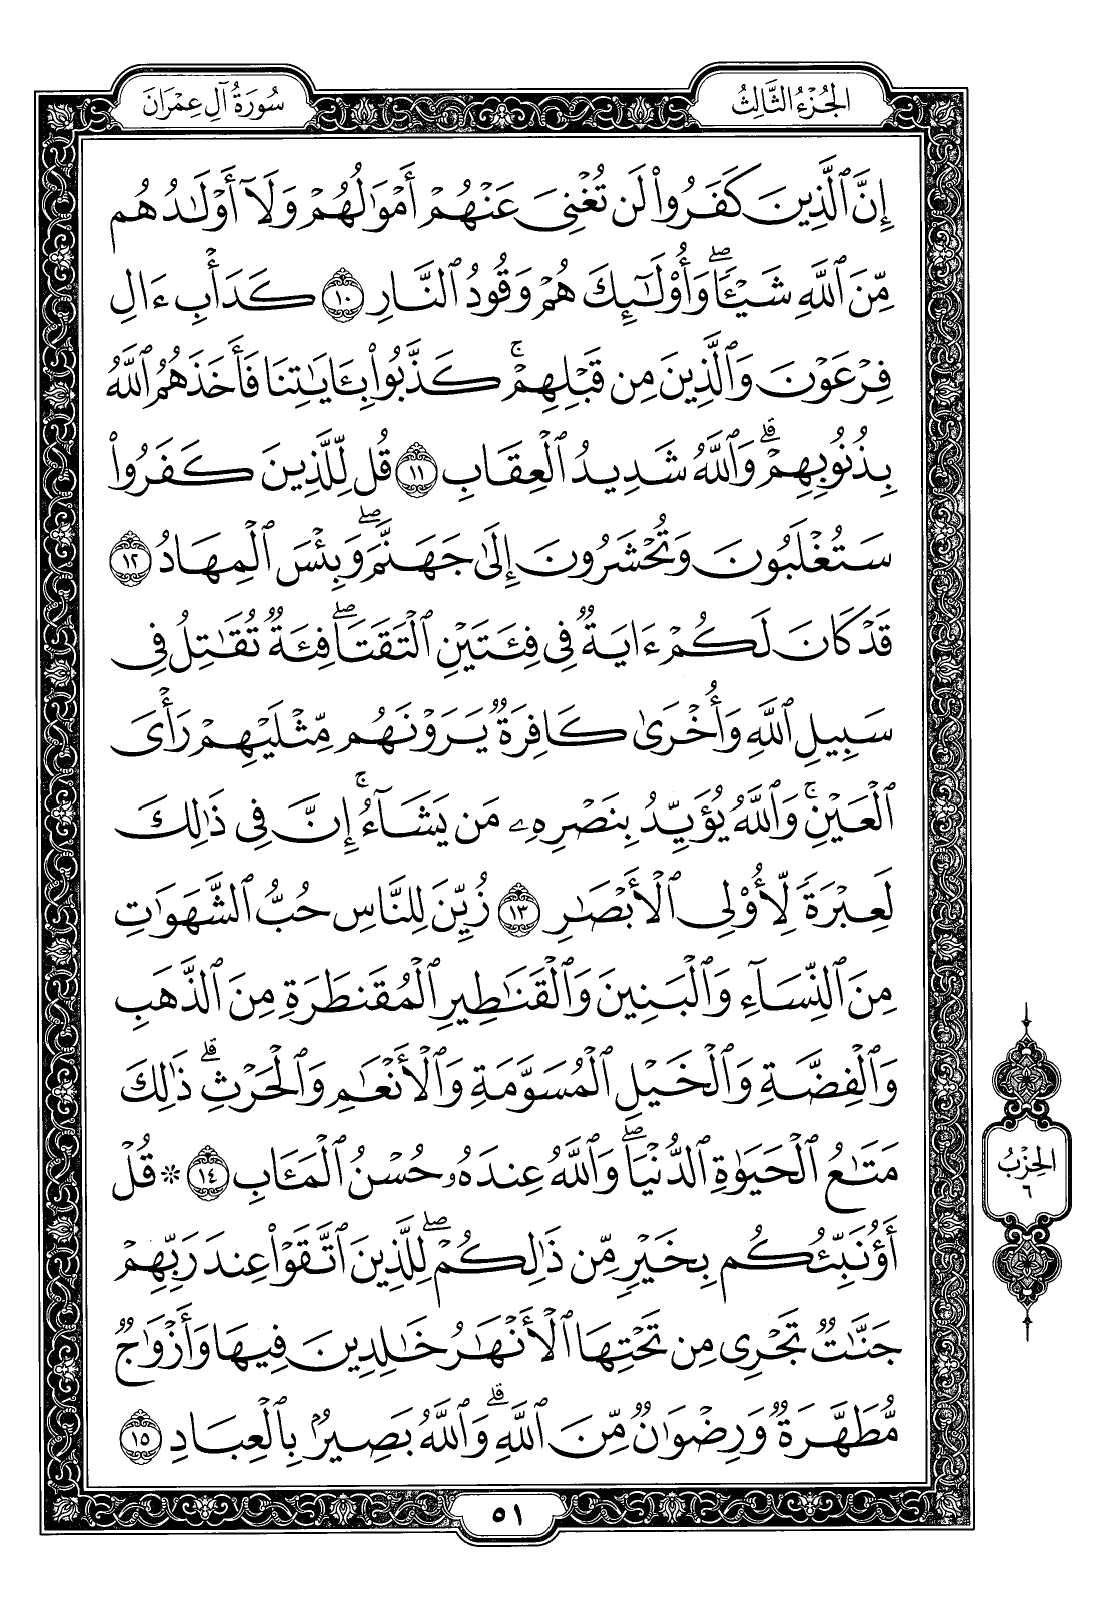 الجُزْءُ الثَّالِثُ
سُورَةُ آلِ عِمْرَانَ
إِنَّ ٱلَّذِينَ كَفَرُوا۟ لَن تُغْنِىَ عَنْهُمْ أَمْوَٰلُهُمْ وَلَآ أَوْلَـٰدُهُم
مِّنَ ٱللَّهِ شَيْـًٔا ۖ وَأُو۟لَـٰٓئِكَ هُمْ وَقُودُ ٱلنَّارِ ١٠ كَدَأْبِ ءَالِ
فِرْعَوْنَ وَٱلَّذِينَ مِن قَبْلِهِمْ ۚ كَذَّبُوا۟ بِـَٔايَـٰتِنَا فَأَخَذَهُمُ ٱللَّهُ
بِذُنُوبِهِمْ ۗ وَٱللَّهُ شَدِيدُ ٱلْعِقَابِ ١١ قُل لِّلَّذِينَ كَفَرُوا۟
سَتُغْلَبُونَ وَتُحْشَرُونَ إِلَىٰ جَهَنَّمَ ۖ وَبِئْسَ ٱلْمِهَادُ ١٢
قَدْ كَانَ لَكُمْ ءَايَةٌ فِى فِئَتَيْنِ ٱلْتَقَتَا ۖ فِئَةٌ تُقَـٰتِلُ فِى
سَبِيلِ ٱللَّهِ وَأُخْرَىٰ كَافِرَةٌ يَرَوْنَهُم مِّثْلَيْهِمْ رَأْىَ
ٱلْعَيْنِ ۚ وَٱللَّهُ يُؤَيِّدُ بِنَصْرِهِۦ مَن يَشَآءُ ۚ إِنَّ فِى ذَٰلِكَ
لَعِبْرَةً لِّأُو۟لِى ٱلْأَبْصَـٰرِ ١٣ زُيِّنَ لِلنَّاسِ حُبُّ ٱلشَّهَوَٰتِ
مِنَ ٱلنِّسَآءِ وَٱلْبَنِينَ وَٱلْقَنَـٰطِيرِ ٱلْمُقَنطَرَةِ مِنَ ٱلذَّهَبِ
وَٱلْفِضَّةِ وَٱلْخَيْلِ ٱلْمُسَوَّمَةِ وَٱلْأَنْعَـٰمِ وَٱلْحَرْثِ ۗ ذَٰلِكَ
مَتَـٰعُ ٱلْحَيَوٰةِ ٱلدُّنْيَا ۖ وَٱللَّهُ عِندَهُۥ حُسْنُ ٱلْمَـَٔابِ ١٤ * قُلْ
أَؤُنَبِّئُكُم بِخَيْرٍ مِّن ذَٰلِكُمْ ۖ لِلَّذِينَ ٱتَّقَوْا۟ عِندَ رَبِّهِمْ
جَنَّـٰتٌ تَجْرِى مِن تَحْتِهَا ٱلْأَنْهَـٰرُ خَـٰلِدِينَ فِيهَا وَأَزْوَٰجٌ
مُّطَهَّرَةٌ وَرِضْوَٰنٌ مِّنَ ٱللَّهِ ۗ وَٱللَّهُ بَصِيرٌۢ بِٱلْعِبَادِ ١٥
الحِزْبُ
٦
٥١